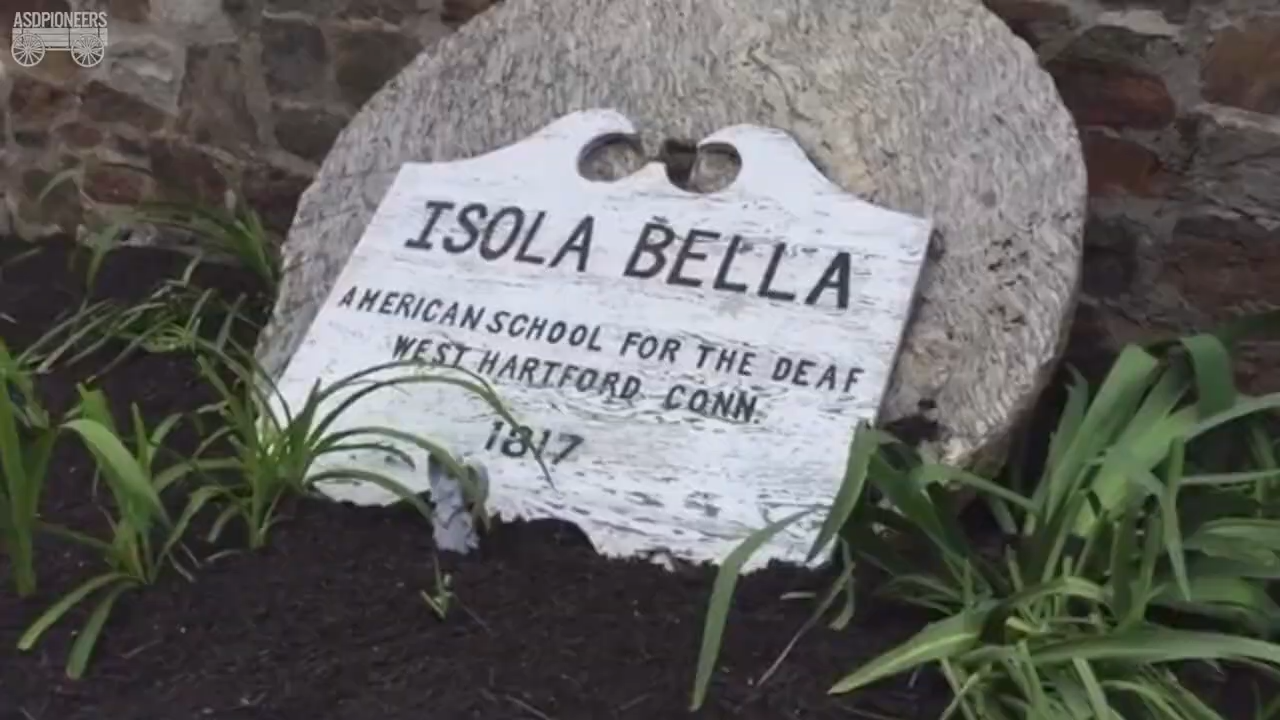 ASDPIONEERS
ISOLA BELLA
AMERICAN SCHOOL FOR THE DEAF
WEST HARTFORD CONN.
1817